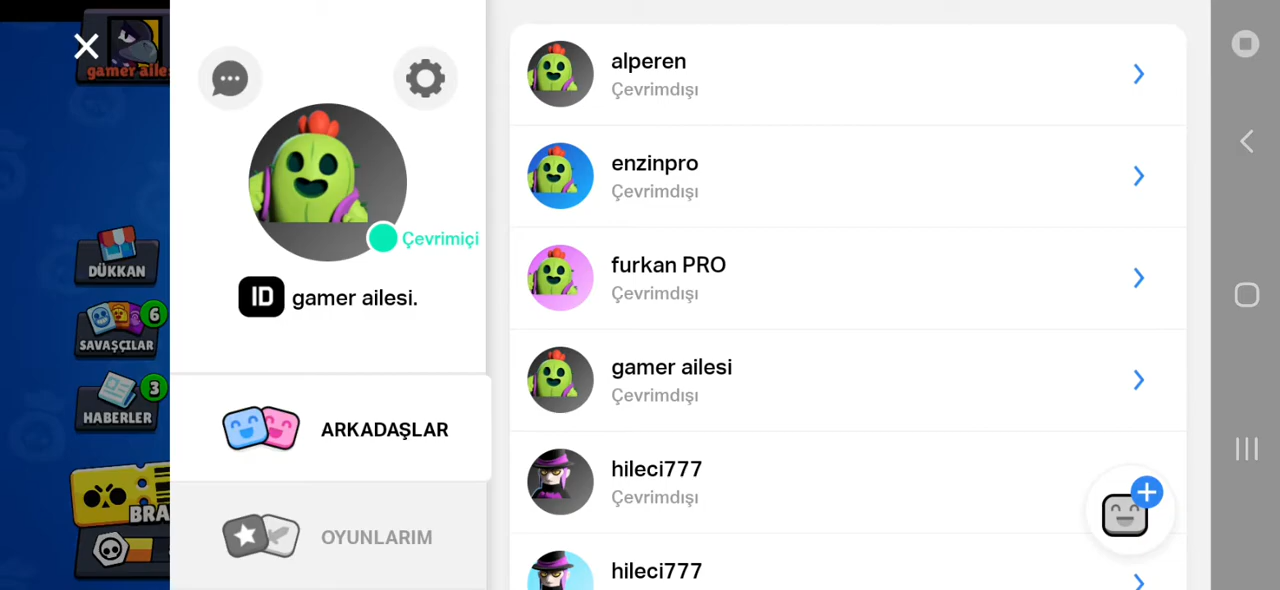 gamer aile
DÜKKAN
SAVAŞÇILAR
6
HABERLER
3
BRA
Çevrimiçi
ID gamer ailesi.
ARKADAŞLAR
OYUNLARIM
alperen
Çevrimdışı
enzinpro
Çevrimdışı
furkan PRO
Çevrimdışı
gamer ailesi
Çevrimdışı
hileci777
Çevrimdışı
hileci777